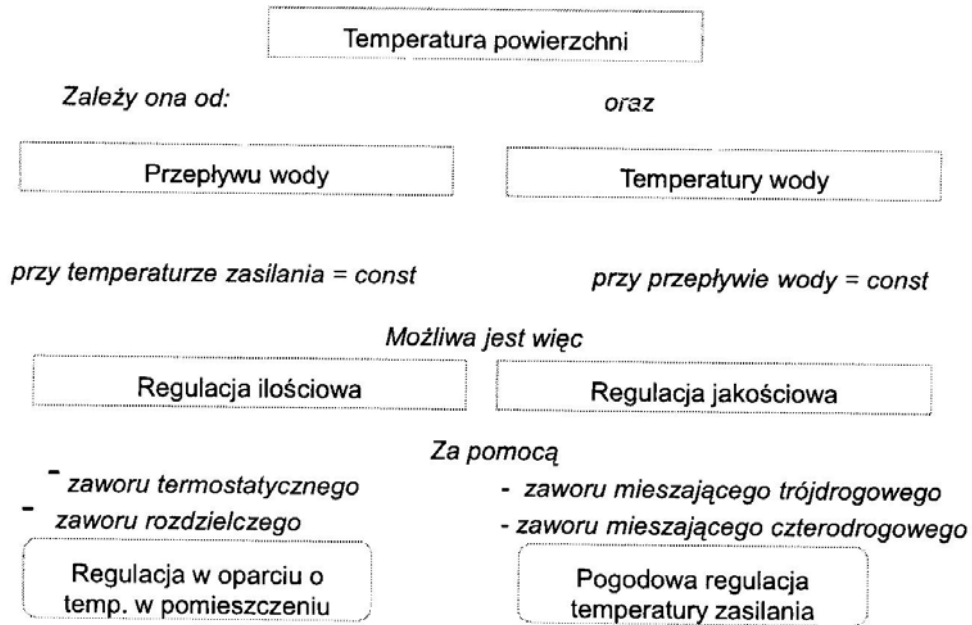 Temperatura powierzchni
Zależy ona od:
oraz
Przepływu wody
Temperatury wody
przy temperaturze zasilania = const
przy przepływie wody = const
Możliwa jest więc
Regulacja ilościowa
Regulacja jakościowa
Za pomocą
- zaworu termostatycznego
- zaworu rozdzielczego
- zaworu mieszającego trójdrogowego
- zaworu mieszającego czterodrogowego
Regulacja w oparciu o
temp. w pomieszczeniu
Pogodowa regulacja
temperatury zasilania